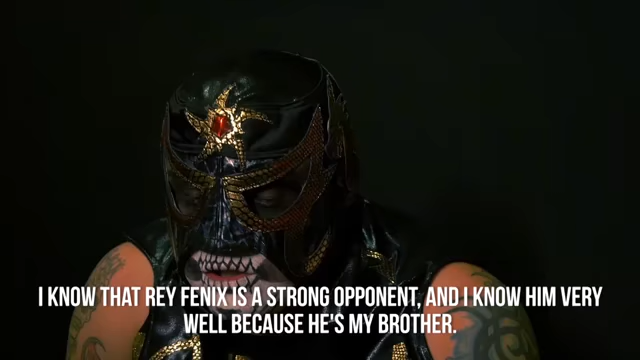 I KNOW THAT REY FENIX IS A STRONG OPPONENT, AND I KNOW HIM VERY
WELL BECAUSE HE'S MY BROTHER.